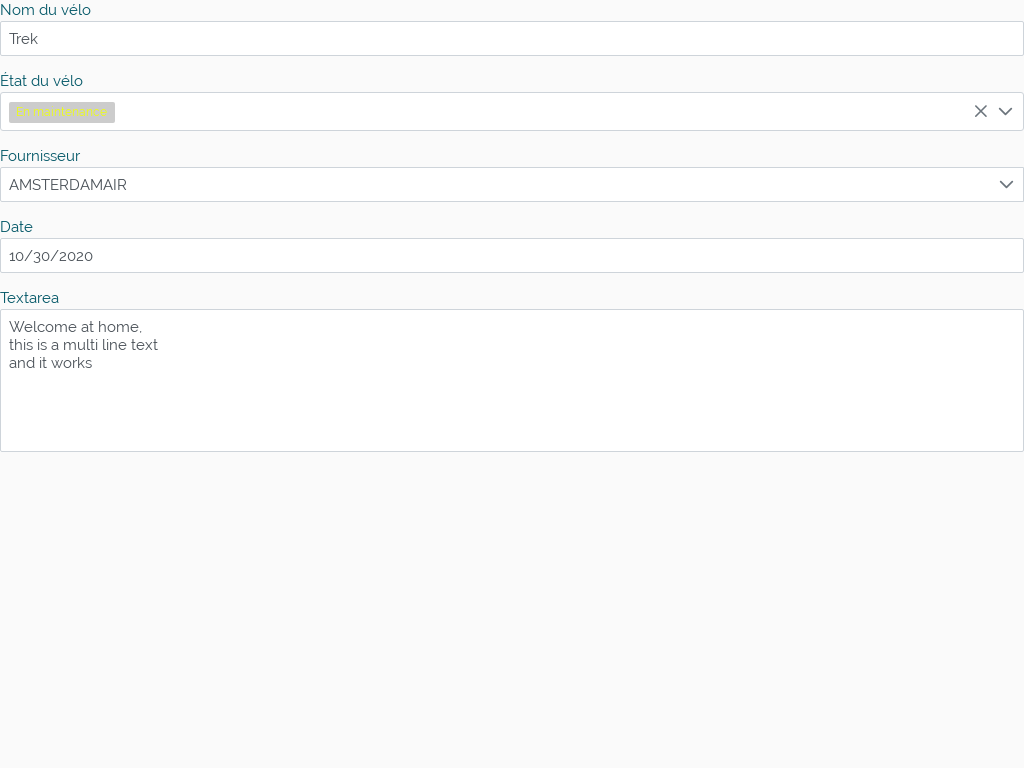 Nom du vélo
Trek
État du vélo
En maintenance
Fournisseur
AMSTERDAMAIR
Date
10/30/2020
Textarea
Welcome at home,
this is a multi line text
and it works